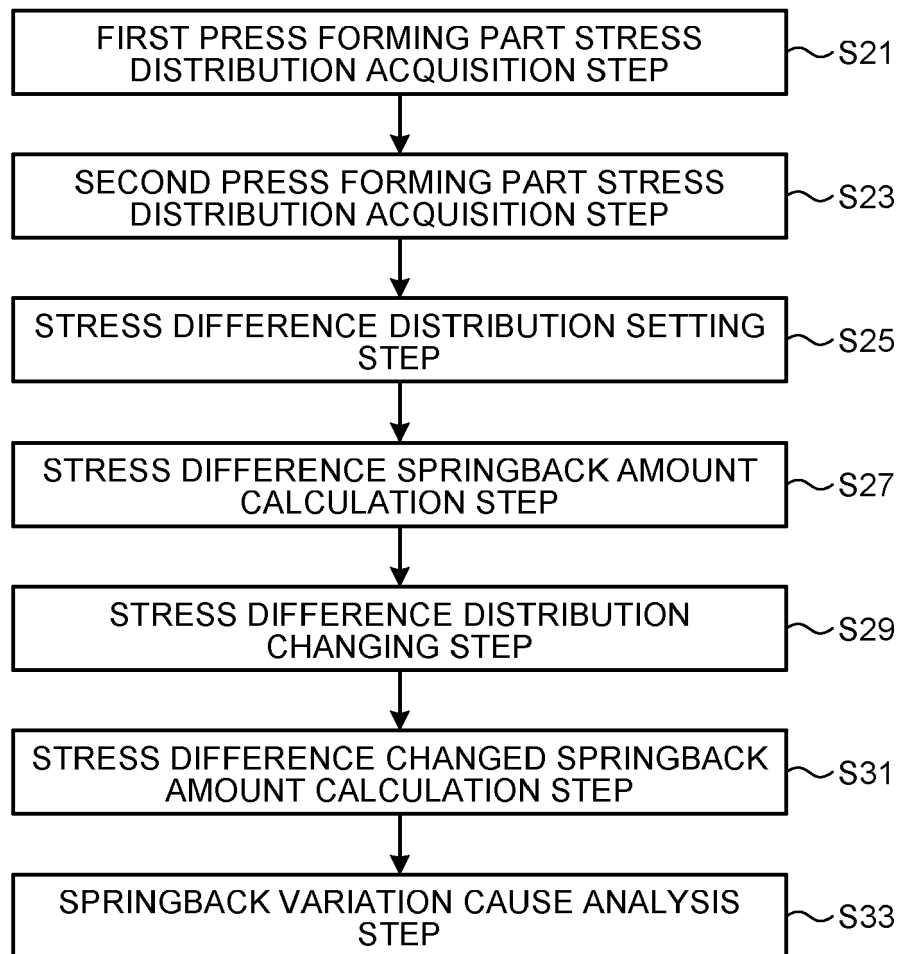 FIRST PRESS FORMING PART STRESS
DISTRIBUTION ACQUISITION STEP
S21
SECOND PRESS FORMING PART STRESS
DISTRIBUTION ACQUISITION STEP
S23
STRESS DIFFERENCE DISTRIBUTION SETTING
STEP
S25
STRESS DIFFERENCE SPRINGBACK AMOUNT
CALCULATION STEP
S27
STRESS DIFFERENCE DISTRIBUTION
CHANGING STEP
S29
STRESS DIFFERENCE CHANGED SPRINGBACK
AMOUNT CALCULATION STEP
S31
SPRINGBACK VARIATION CAUSE ANALYSIS
STEP
S33